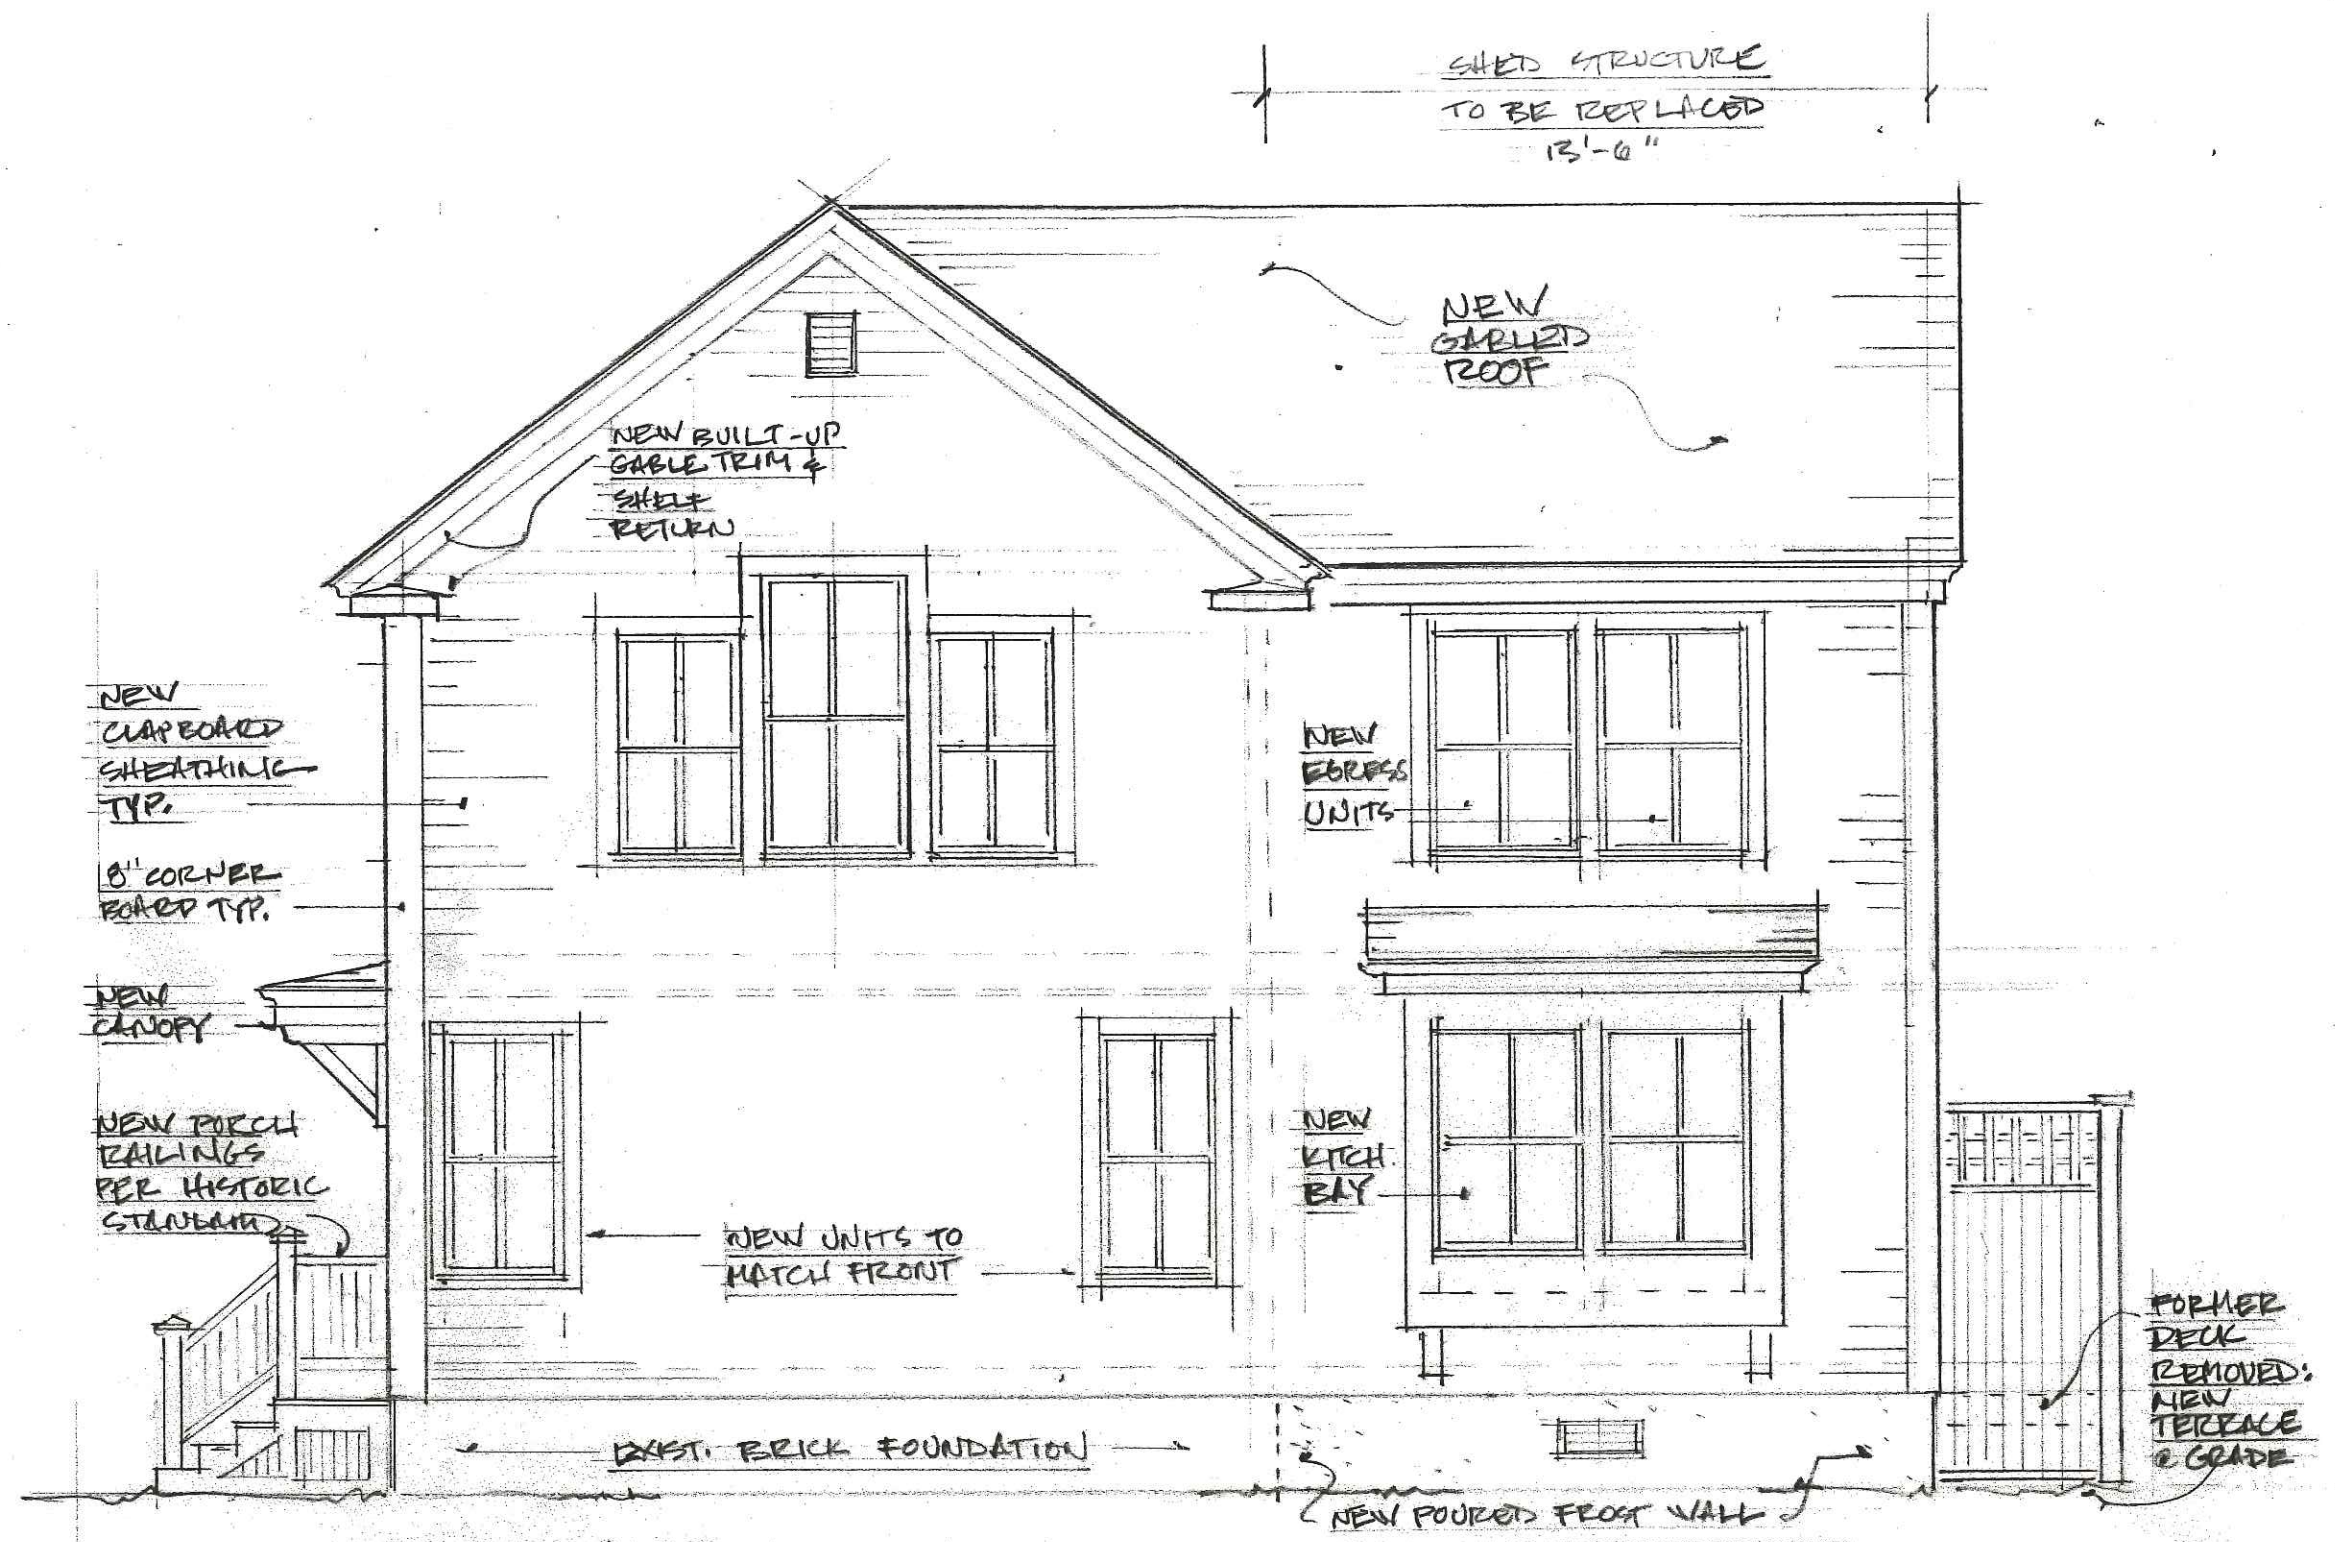 SHED STRUCTURE
TO BE REPLACED
13'-6"
NEW
GABLED
ROOF
NEW BUILT-UP
GABLE TRIM &
SHELF
RETURN
NEW
CLAPBOARD
SHEATHING
TYP.
8" CORNER
BOARD TYP.
NEW
CANOPY
NEW PORCH
RAILINGS
PER HISTORIC
STANDARD
NEW
EGRESS
UNITS
NEW
KITCH.
BAY
NEW UNITS TO
MATCH FRONT
EXIST. BRICK FOUNDATION
NEW POURED FROST WALL
FORMER
DECK
REMOVED:
NEW
TERRACE
@ GRADE